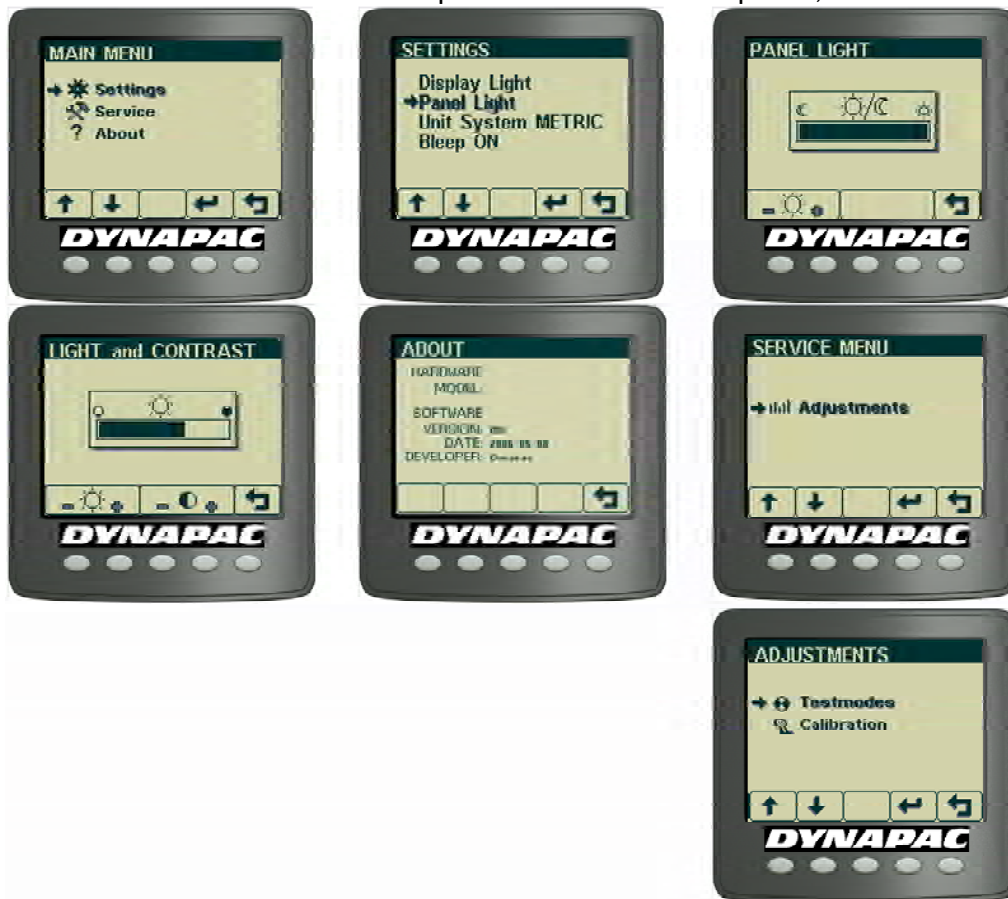 MAIN MENU
Settings
Service
? About
DYNAPAC
SETTINGS
Display Light
Panel Light
Unit System METRIC
Bleep ON
DYNAPAC
PANEL LIGHT
DYNAPAC
LIGHT and CONTRAST
DYNAPAC
ABOUT
HARDWARE
MODEL:
SOFTWARE
VERSION:
DATE:
DEVELOPER:
DYNAPAC
SERVICE MENU
Adjustments
DYNAPAC
ADJUSTMENTS
Testmodes
Calibration
DYNAPAC